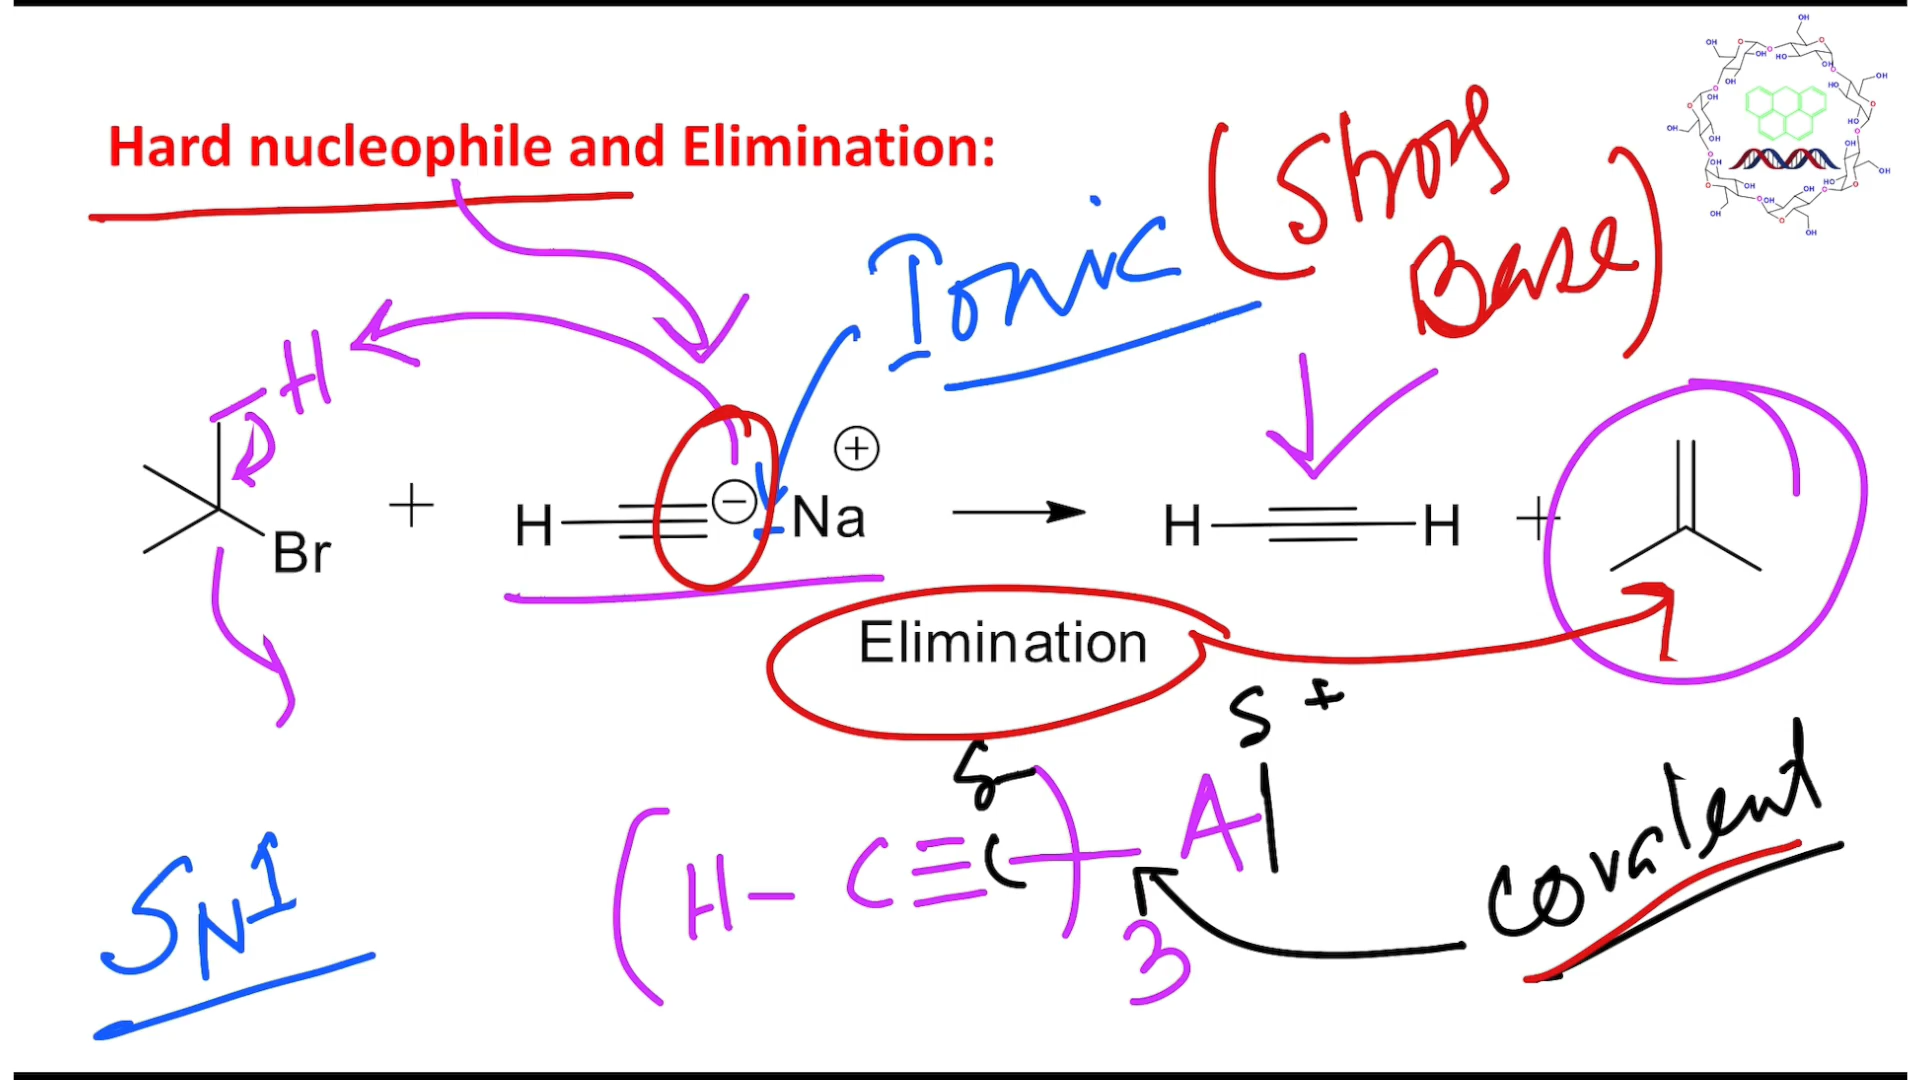 Hard nucleophile and Elimination:
(Strong
Base)
Ionic
H
Br
+
H
⊖
Na
⊕
H
H
+
Elimination
δ-
δ+
(H-C≡C)3-Al
Covalent
SN1